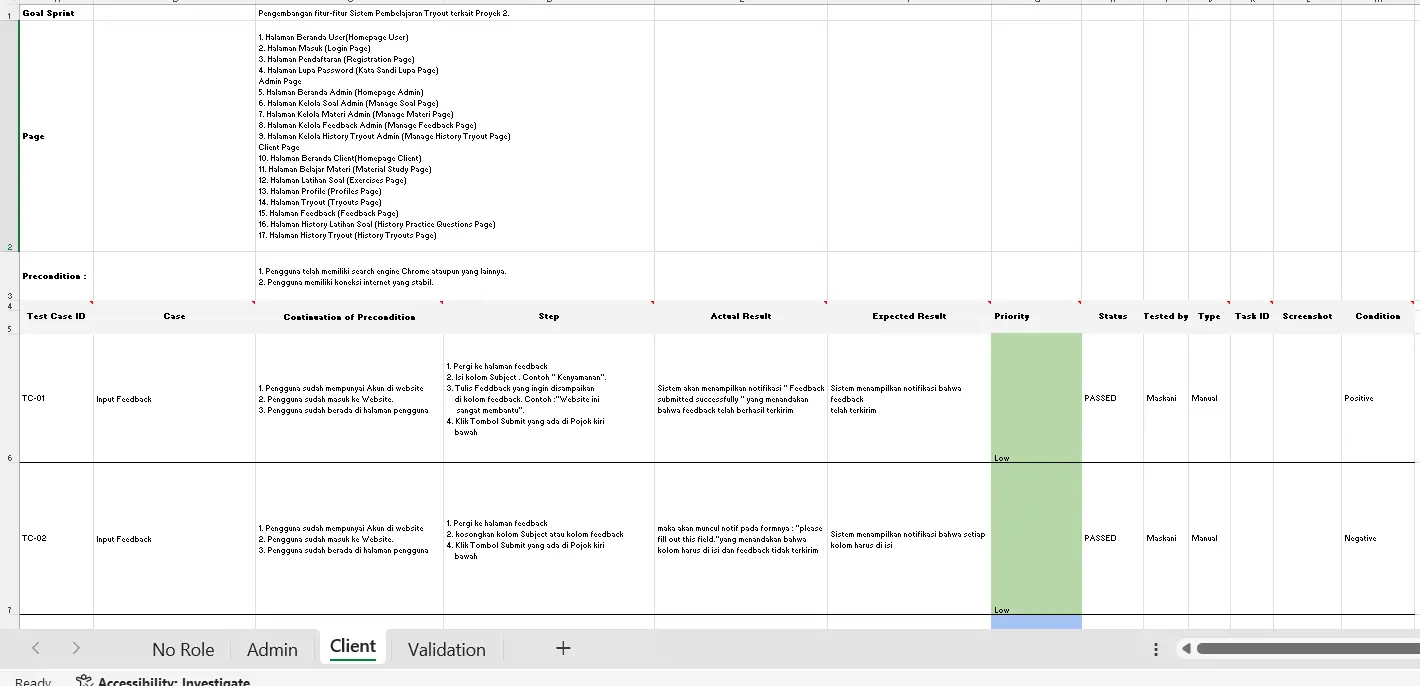 Goal Sprint
Pengembangan fitur-fitur Sistem Pembelajaran Tryout terkait Proyek 2.
Page
1. Halaman Beranda User(Homepage User)
2. Halaman Masuk (Login Page)
3. Halaman Pendaftaran (Registration Page)
4. Halaman Lupa Password (Kata Sandi Lupa Page)
Admin Page
5. Halaman Beranda Admin (Homepage Admin)
6. Halaman Kelola Soal Admin (Manage Soal Page)
7. Halaman Kelola Materi Admin (Manage Materi Page)
8. Halaman Kelola Feedback Admin (Manage Feedback Page)
9. Halaman Kelola History Tryout Admin (Manage History Tryout Page)
Client Page
10. Halaman Beranda Client(Homepage Client)
11. Halaman Belajar Materi (Material Study Page)
12. Halaman Latihan Soal (Exercises Page)
13. Halaman Profile (Profiles Page)
14. Halaman Tryout (Tryouts Page)
15. Halaman Feedback (Feedback Page)
16. Halaman History Latihan Soal (History Practice Questions Page)
17. Halaman History Tryout (History Tryouts Page)
Precondition :
1. Pengguna telah memiliki search engine Chrome ataupun yang lainnya.
2. Pengguna memiliki koneksi internet yang stabil.
Test Case ID
Case
Continuation of Precondition
Step
Actual Result
Expected Result
Priority
Status
Tested by
Type
Task ID
Screenshot
Condition
TC-01
Input Feedback
1. Pengguna sudah mempunyai Akun di website
2. Pengguna sudah masuk ke Website.
3. Pengguna sudah berada di halaman pengguna
1. Pergi ke halaman feedback
2. Isi kolom Subject . Contoh " Kenyamanan".
3. Tulis Feddback yang ingin disampaikan
di kolom feedback. Contoh :"Website ini
sangat membantu".
4. Klik Tombol Submit yang ada di Pojok kiri
bawah
Sistem akan menampilkan notifikasi " Feedback
submitted successfully " yang menandakan
bahwa feedback telah berhasil terkirim
Sistem menampilkan notifikasi bahwa
feedback
telah terkirim
Low
PASSED
Maskani
Manual
Positive
TC-02
Input Feedback
1. Pengguna sudah mempunyai Akun di website
2. Pengguna sudah masuk ke Website.
3. Pengguna sudah berada di halaman pengguna
1. Pergi ke halaman feedback
2. kosongkan kolom Subject atau kolom feedback
4. Klik Tombol Submit yang ada di Pojok kiri
bawah
maka akan muncul notif pada formnya : "please
fill out this field."yang menandakan bahwa
kolom harus di isi dan feedback tidak terkirim
Sistem menampilkan notifikasi bahwa setiap
kolom harus di isi
Low
PASSED
Maskani
Manual
Negative
1
2
3
4
5
6
7
No Role
Admin
Client
Validation
Ready
Accessibility: Investigate